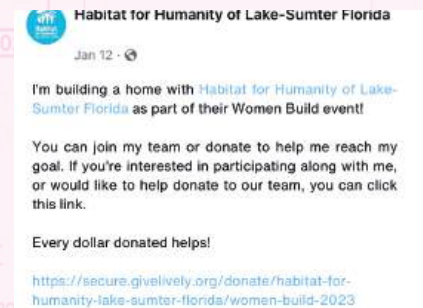 Habitat for Humanity of Lake-Sumter Florida
Jan 12 ·
I'm building a home with Habitat for Humanity of Lake-
Sumter Florida as part of their Women Build event!
You can join my team or donate to help me reach my
goal. If you're interested in participating along with me,
or would like to help donate to our team, you can click
this link.
Every dollar donated helps!
https://secure.givelively.org/donate/habitat-for-
humanity-lake-sumter-florida/women-build-2023